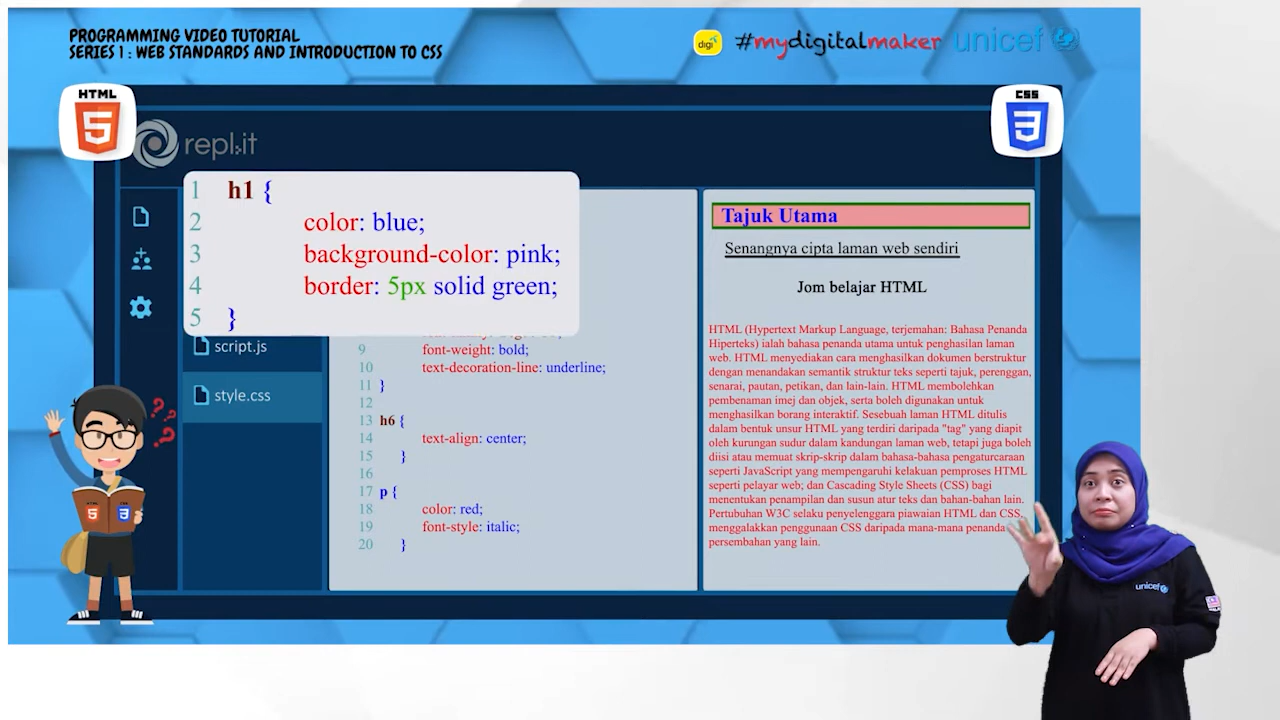 PROGRAMMING VIDEO TUTORIAL
SERIES 1 : WEB STANDARDS AND INTRODUCTION TO CSS
digi
#mydigitalmaker
unicef
HTML
5
CSS
3
repl.it
1 h1 {
2 color: blue;
3 background-color: pink;
4 border: 5px solid green;
5 }
script.js
style.css
9 font-weight: bold;
10 text-decoration-line: underline;
11 }
12
13 h6 {
14 text-align: center;
15 }
16
17 p {
18 color: red;
19 font-style: italic;
20 }
Tajuk Utama
Senangnya cipta laman web sendiri
Jom belajar HTML
HTML (Hypertext Markup Language, terjemahan: Bahasa Penanda
Hiperteks) ialah bahasa penanda utama untuk penghasilan laman
web. HTML menyediakan cara menghasilkan dokumen berstruktur
dengan menandakan semantik struktur teks seperti tajuk, perenggan,
senarai, pautan, petikan, dan lain-lain. HTML membolehkan
pembenaman imej dan objek, serta boleh digunakan untuk
menghasilkan borang interaktif. Sesebuah laman HTML ditulis
dalam bentuk unsur HTML yang terdiri daripada "tag" yang diapit
oleh kurungan sudur dalam kandungan laman web, tetapi juga boleh
diisi atau memuat skrip-skrip dalam bahasa-bahasa pengaturcaraan
seperti JavaScript yang mempengaruhi kelakuan pemproses HTML
seperti pelayar web; dan Cascading Style Sheets (CSS) bagi
menentukan penampilan dan susun atur teks dan bahan-bahan lain.
Pertubuhan W3C selaku penyelenggara piawaian HTML dan CSS,
menggalakkan penggunaan CSS daripada mana-mana penanda
persembahan yang lain.
5
3
???
unicef